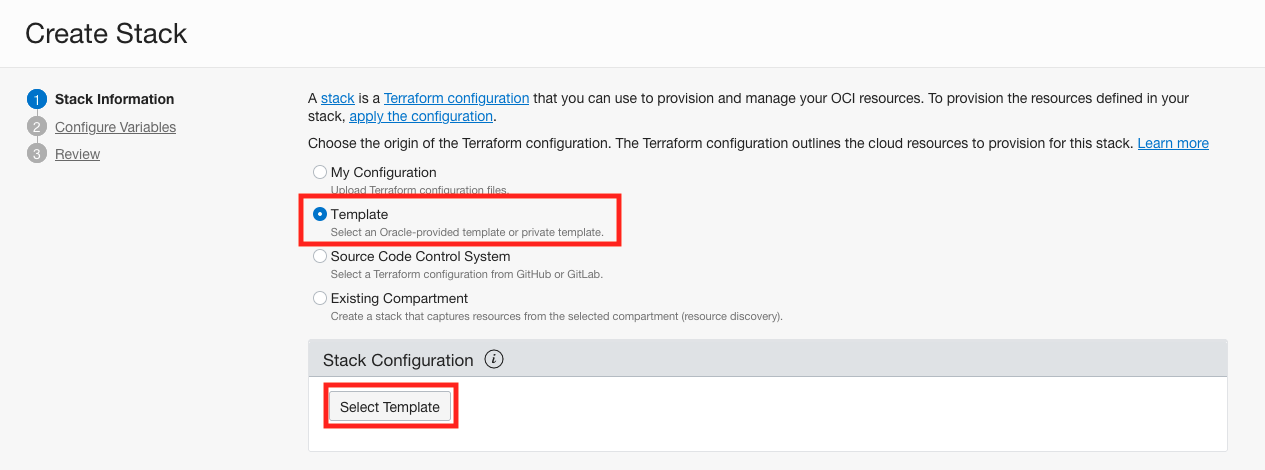 Create Stack
1 Stack Information
2 Configure Variables
3 Review
A stack is a Terraform configuration that you can use to provision and manage your OCI resources. To provision the resources defined in your
stack, apply the configuration.
Choose the origin of the Terraform configuration. The Terraform configuration outlines the cloud resources to provision for this stack. Learn more
My Configuration
Upload Terraform configuration files.
Template
Select an Oracle-provided template or private template.
Source Code Control System
Select a Terraform configuration from GitHub or GitLab.
Existing Compartment
Create a stack that captures resources from the selected compartment (resource discovery).
Stack Configuration i
Select Template